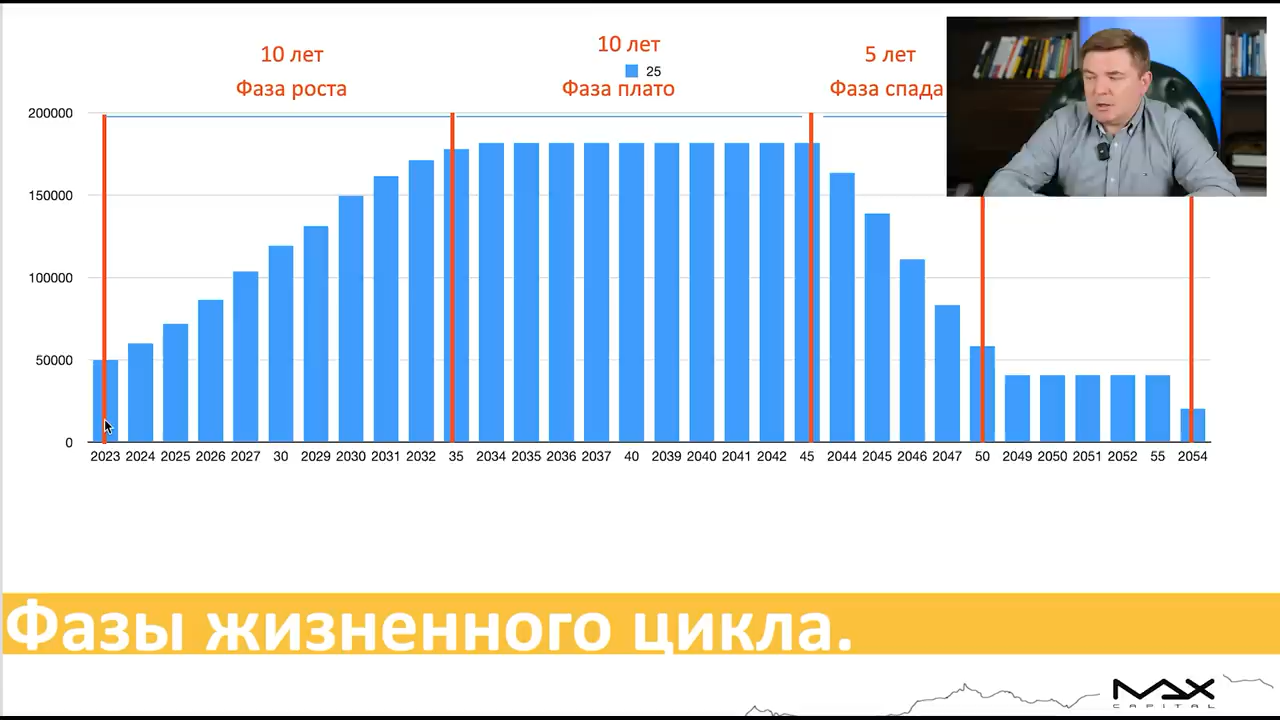 10 лет
10 лет
5 лет
25
Фаза роста
Фаза плато
Фаза спада
200000
150000
100000
50000
0
2023 2024 2025 2026 2027 30 2029 2030 2031 2032 35 2034 2035 2036 2037 40 2039 2040 2041 2042 45 2044 2045 2046 2047 50 2049 2050 2051 2052 55 2054
Фазы жизненного цикла.
MAX
CAPITAL